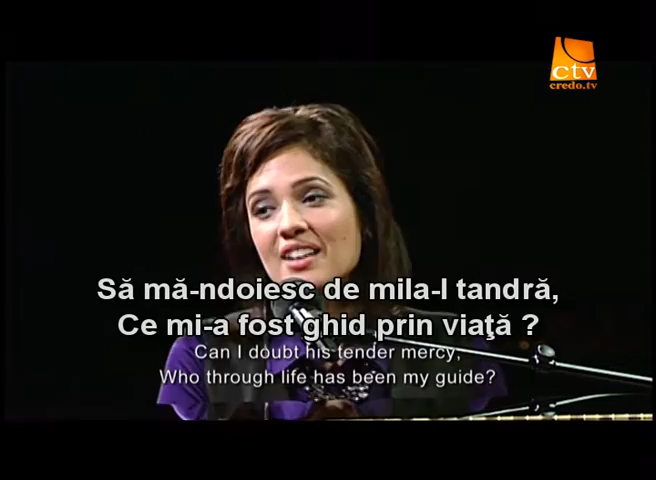 ctv
credo.tv
Să mă-ndoiesc de mila-I tandră,
Ce mi-a fost ghid prin viaţă ?
Can I doubt his tender mercy,
Who through life has been my guide?